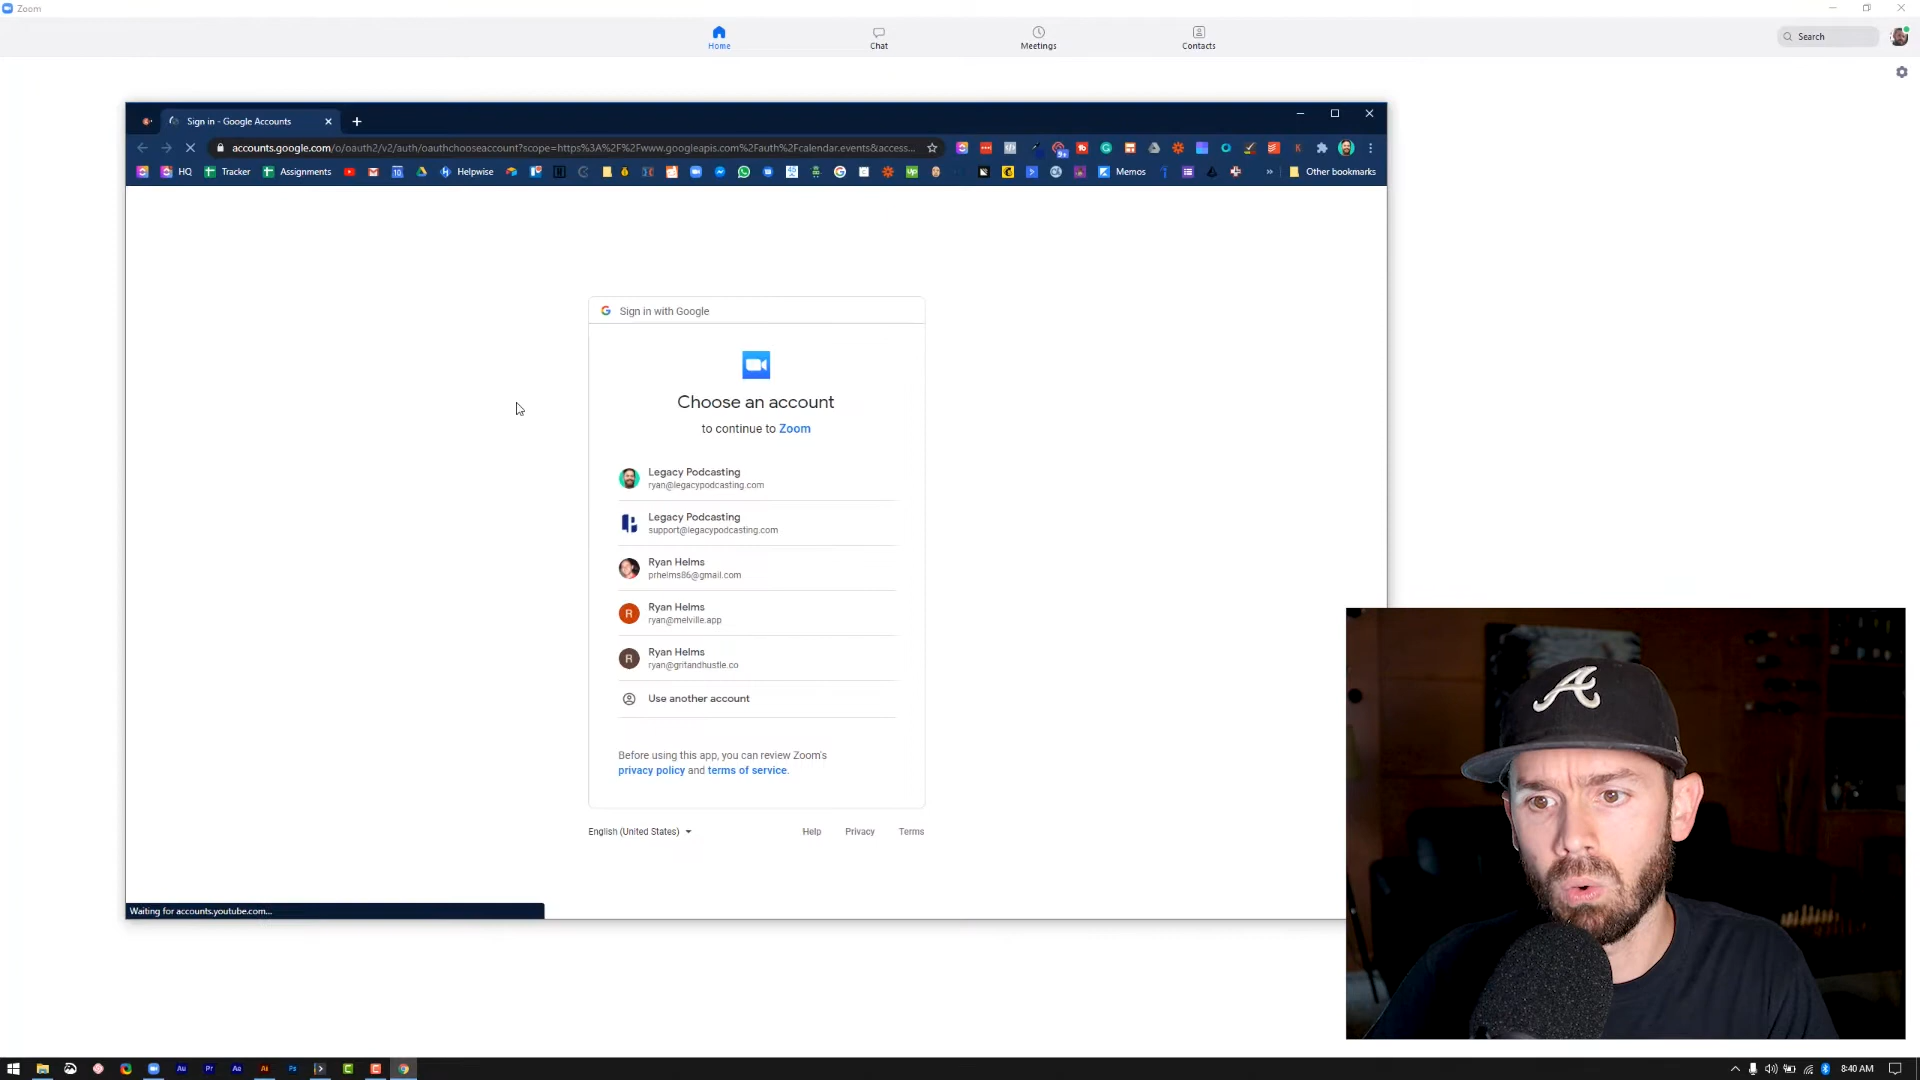 Zoom
Home
Chat
Meetings
Contacts
Search
Sign in - Google Accounts
accounts.google.com/o/oauth2/v2/auth/oauthchooseaccount?scope=https%3A%2F%2Fwww.googleapis.com%2Fauth%2Fcalendar.events&access...
HQ
Tracker
Assignments
Helpwise
Memos
Other bookmarks
Sign in with Google
Choose an account
to continue to Zoom
Legacy Podcasting
ryan@legacypodcasting.com
Legacy Podcasting
support@legacypodcasting.com
Ryan Helms
prhelms86@gmail.com
R
Ryan Helms
ryan@melville.app
R
Ryan Helms
ryan@gritandhustle.co
Use another account
Before using this app, you can review Zoom's
privacy policy and terms of service.
English (United States)
Help
Privacy
Terms
Waiting for accounts.youtube.com...
A
Au
Pr
Ae
Ai
Ps
8:40 AM